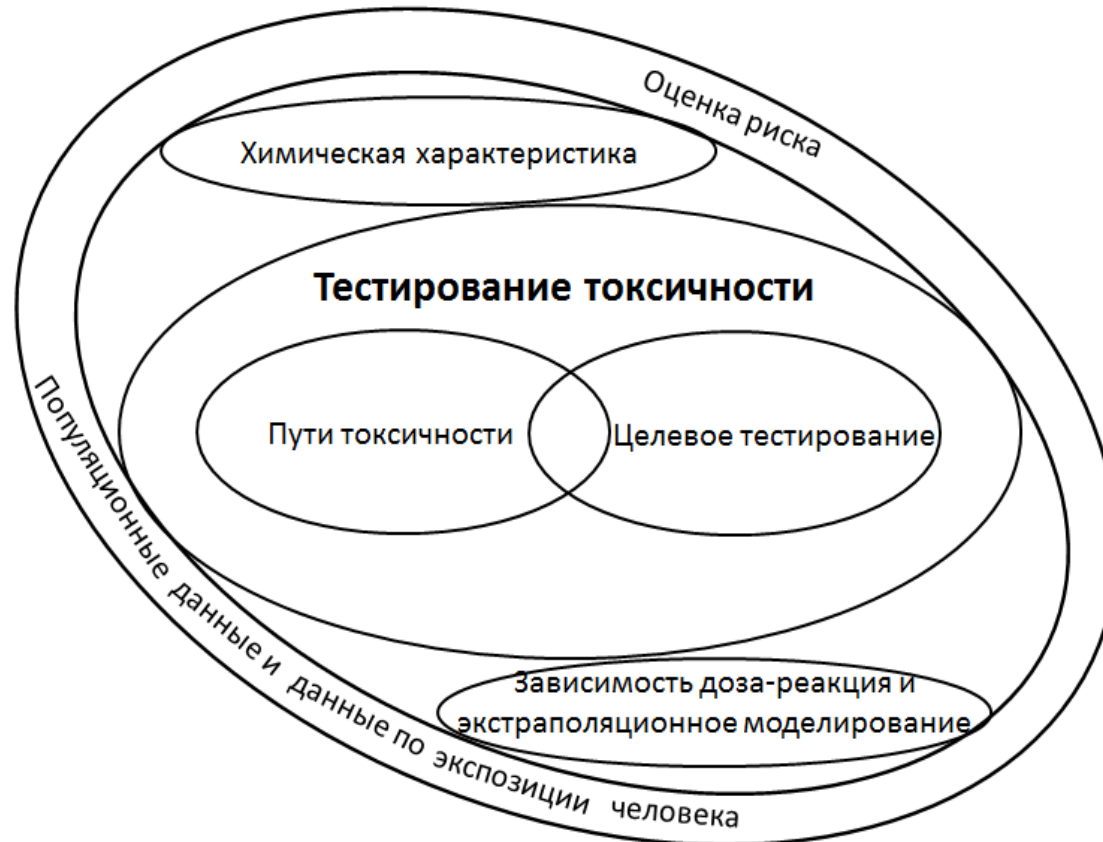 Оценка риска
Химическая характеристика
Тестирование токсичности
Пути токсичности
Целевое тестирование
Зависимость доза-реакция и
экстраполяционное моделирование
Популяционные данные и данные по экспозиции человека